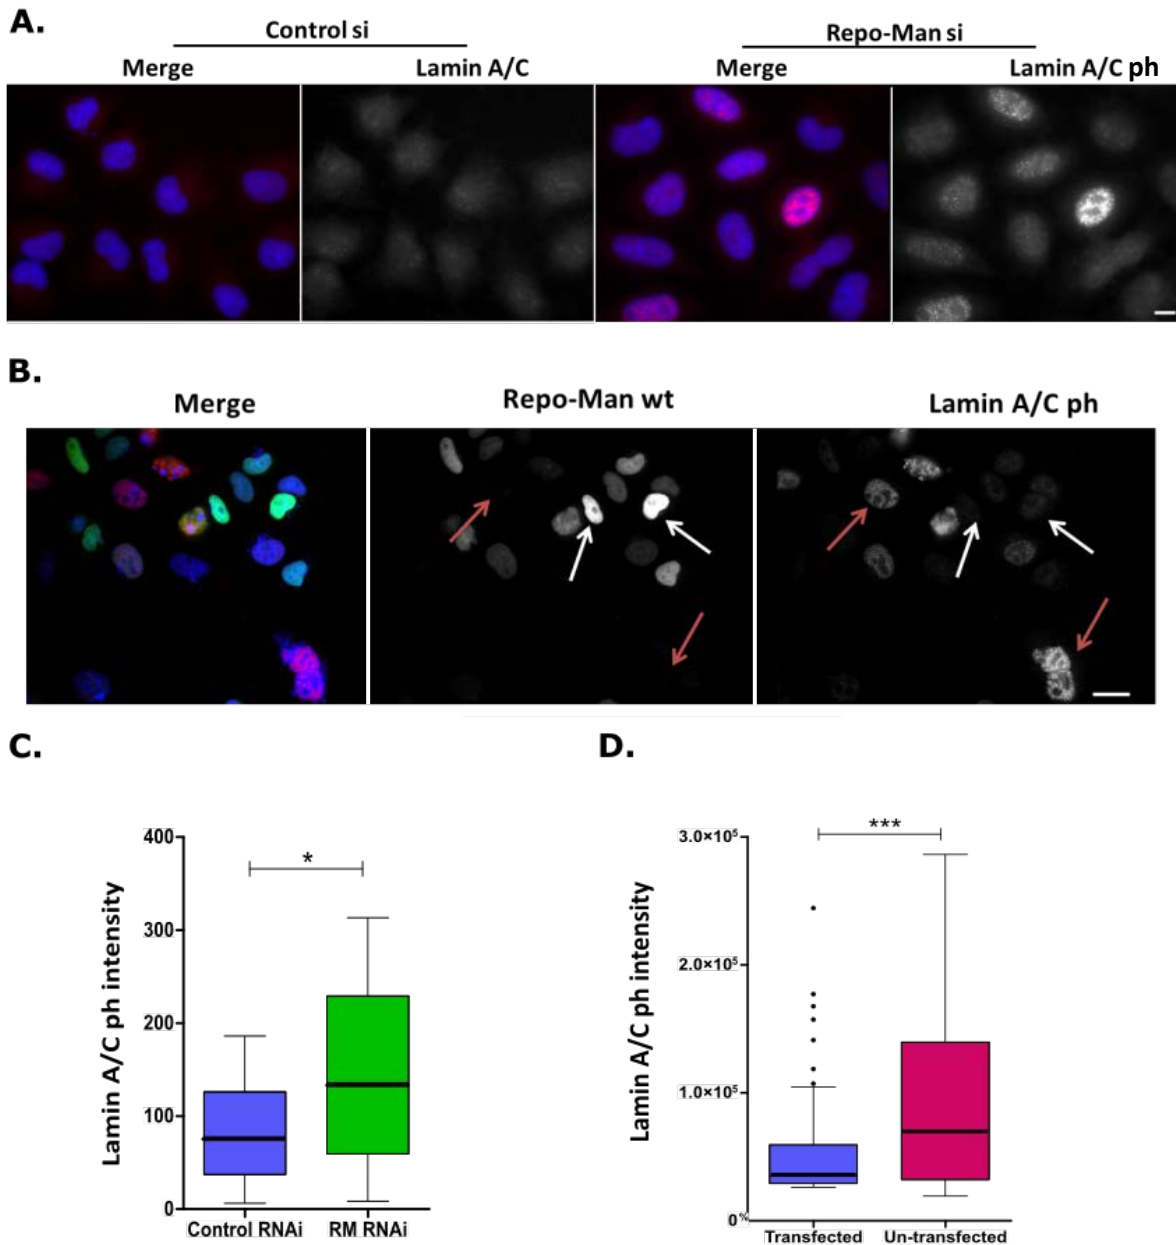 A.
Control si
Repo-Man si
Merge
Lamin A/C
Merge
Lamin A/C ph
B.
Merge
Repo-Man wt
Lamin A/C ph
C.
D.
Lamin A/C ph intensity
400
300
200
100
0
*
Control RNAi
RM RNAi
Lamin A/C ph intensity
3.0×10⁵
2.0×10⁵
1.0×10⁵
0
***
Transfected
Un-transfected